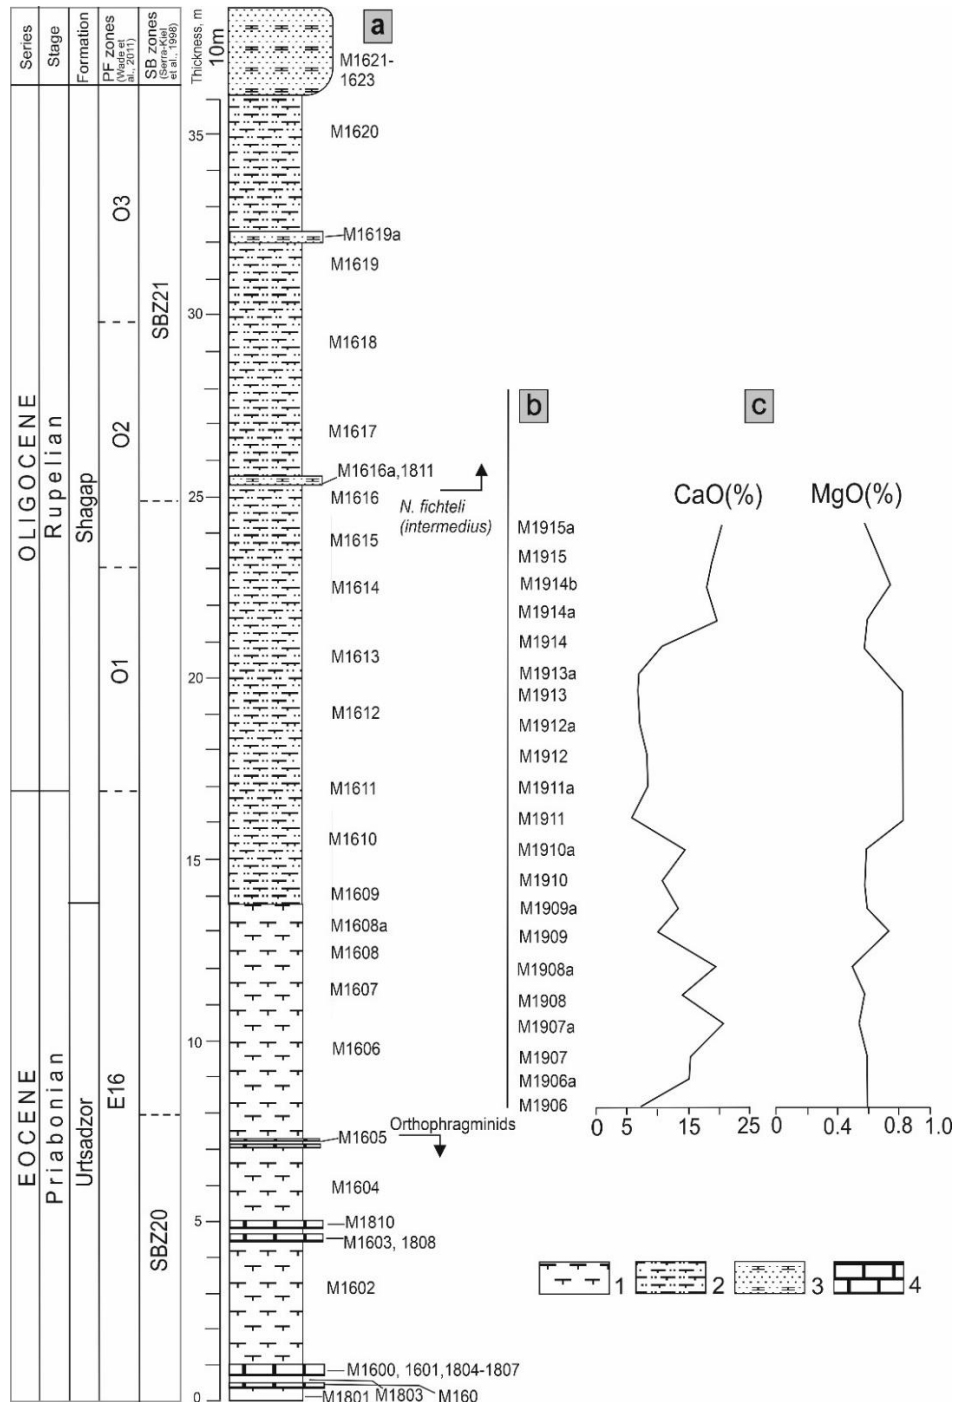 Series
Stage
Formation
PF zones
(Wade et
al., 2011)
SB zones
(Serra-Kiel
et al., 1998)
Thickness, m
10m
a
M1621-
1623
35
M1620
O3
M1619a
M1619
SBZ21
30
M1618
OLIGOCENE
Rupelian
Shagap
O2
M1617
M1616a,1811
25
M1616
N. fichteli
(intermedius)
M1615
M1614
O1
M1613
20
M1612
M1611
M1610
15
M1609
M1608a
M1608
M1607
10
M1606
EOCENE
Priabonian
Urtsadzor
E16
Orthophragminids
M1605
M1604
5
M1810
M1603, 1808
SBZ20
M1602
M1600, 1601,1804-1807
0
M1801
M1803
M160
b
M1915a
M1915
M1914b
M1914a
M1914
M1913a
M1913
M1912a
M1912
M1911a
M1911
M1910a
M1910
M1909a
M1909
M1908a
M1908
M1907a
M1907
M1906a
M1906
c
CaO(%)
MgO(%)
0 5 15 25
0 0.4 0.8 1.0
1
2
3
4